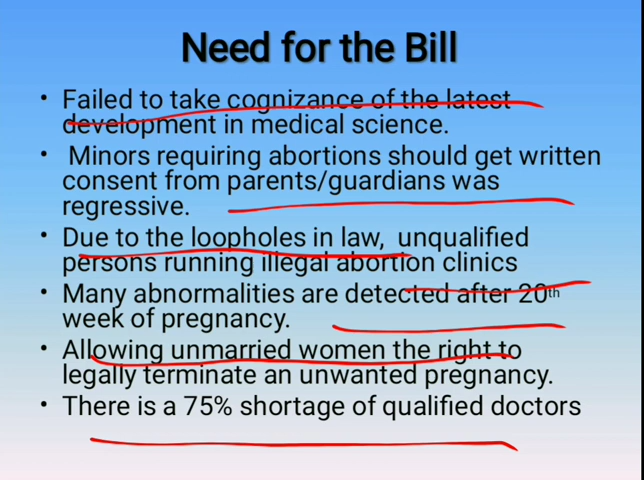 Need for the Bill
• Failed to take cognizance of the latest
development in medical science.
• Minors requiring abortions should get written
consent from parents/guardians was
regressive.
• Due to the loopholes in law, unqualified
persons running illegal abortion clinics
• Many abnormalities are detected after 20th
week of pregnancy.
• Allowing unmarried women the right to
legally terminate an unwanted pregnancy.
• There is a 75% shortage of qualified doctors